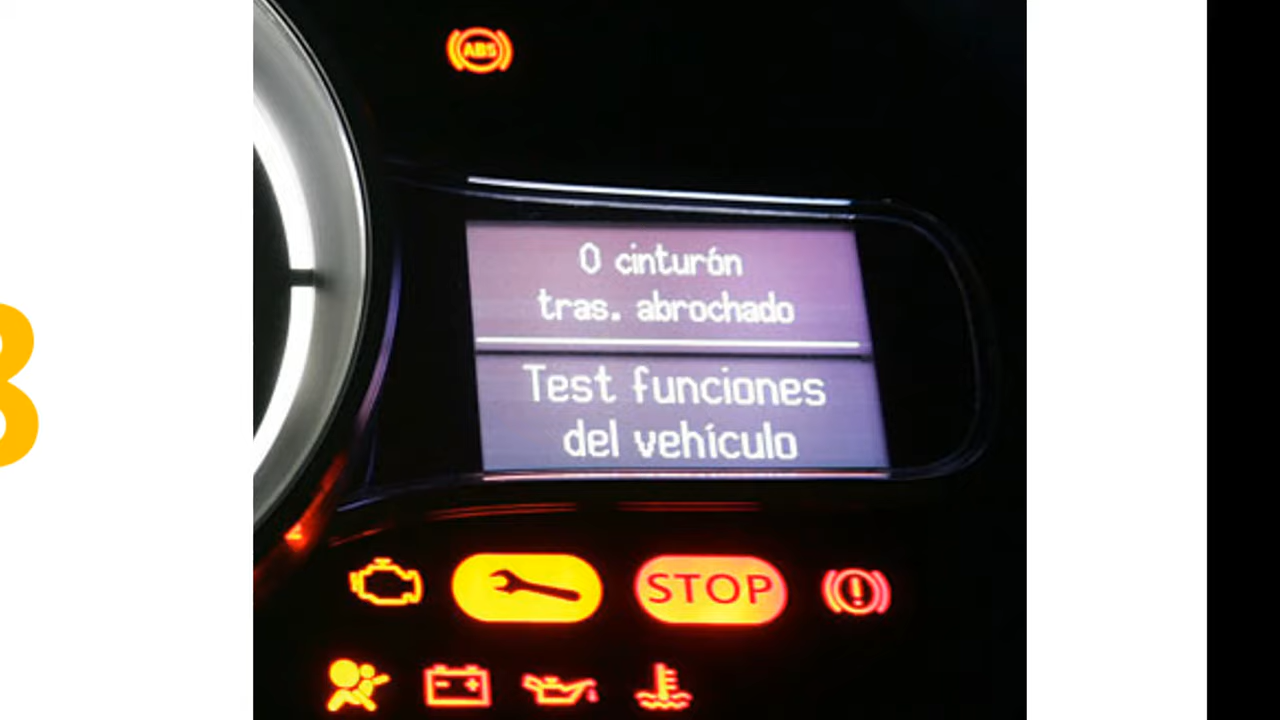 ABS
0 cinturón
tras. abrochado
Test funciones
del vehículo
STOP